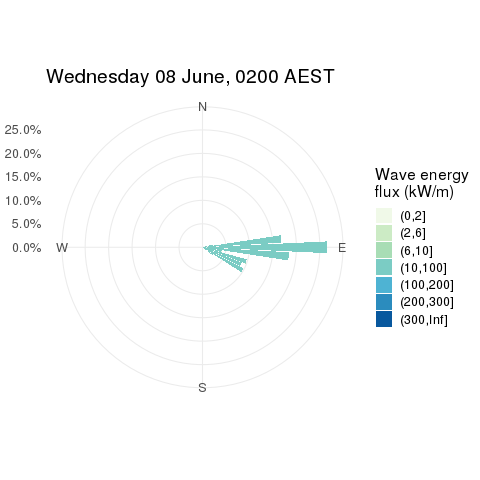 Wednesday 08 June, 0200 AEST
N
25.0%
20.0%
15.0%
10.0%
5.0%
0.0%
W
E
S
Wave energy
flux (kW/m)
(0,2]
(2,6]
(6,10]
(10,100]
(100,200]
(200,300]
(300,Inf]